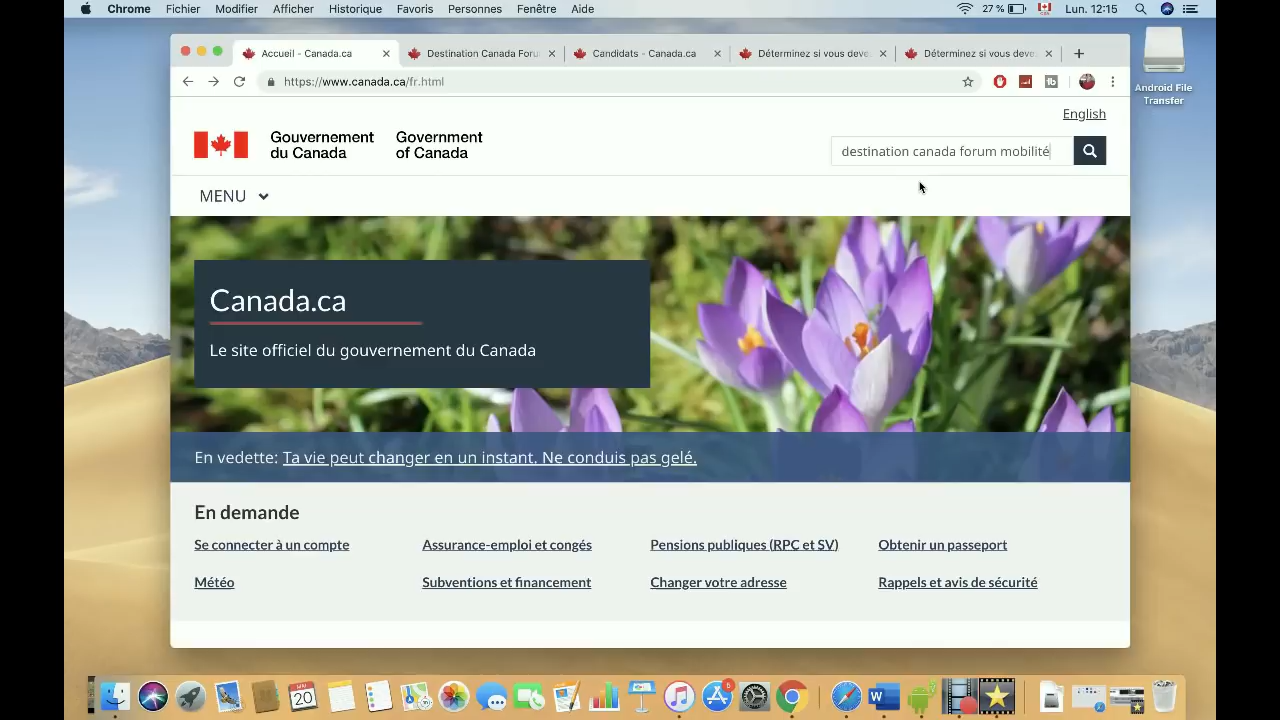 Chrome Fichier Modifier Afficher Historique Favoris Personnes Fenêtre Aide 27 % Lun. 12:15
Accueil - Canada.ca Destination Canada Foru Candidats - Canada.ca Déterminez si vous deve Déterminez si vous deve
https://www.canada.ca/fr.html
Android File
Transfer
English
Gouvernement
du Canada
Government
of Canada
destination canada forum mobilité
MENU
Canada.ca
Le site officiel du gouvernement du Canada
En vedette: Ta vie peut changer en un instant. Ne conduis pas gelé.
En demande
Se connecter à un compte Assurance-emploi et congés Pensions publiques (RPC et SV) Obtenir un passeport
Météo Subventions et financement Changer votre adresse Rappels et avis de sécurité
20